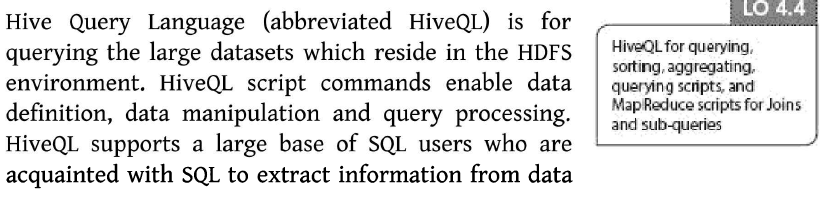 Hive Query Language (abbreviated HiveQL) is for
querying the large datasets which reside in the HDFS
environment. HiveQL script commands enable data
definition, data manipulation and query processing.
HiveQL supports a large base of SQL users who are
acquainted with SQL to extract information from data
LO 4.4
HiveQL for querying,
sorting, aggregating,
querying scripts, and
MapReduce scripts for Joins
and sub-queries